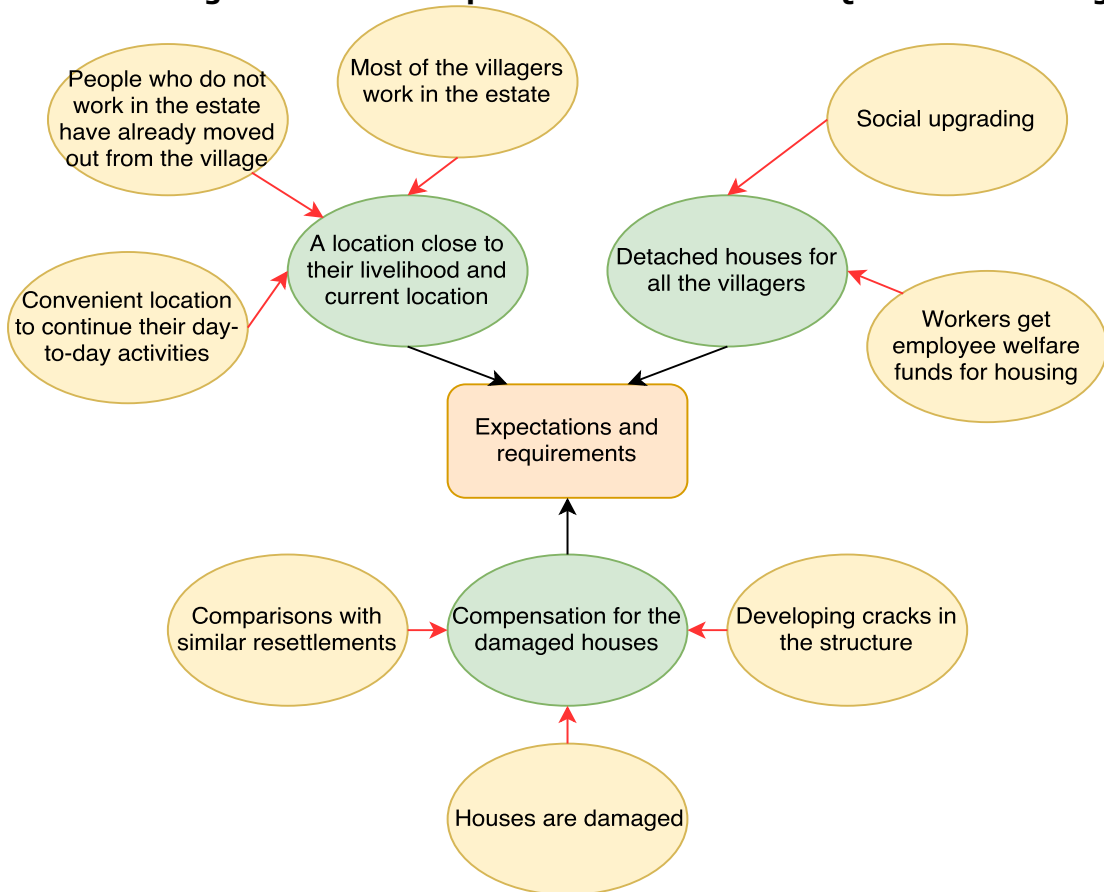 People who do not
work in the estate
have already moved
out from the village
Most of the villagers
work in the estate
Social upgrading
A location close to
their livelihood and
current location
Detached houses for
all the villagers
Convenient location
to continue their day-
to-day activities
Workers get
employee welfare
funds for housing
Expectations and
requirements
Comparisons with
similar resettlements
Compensation for the
damaged houses
Developing cracks in
the structure
Houses are damaged